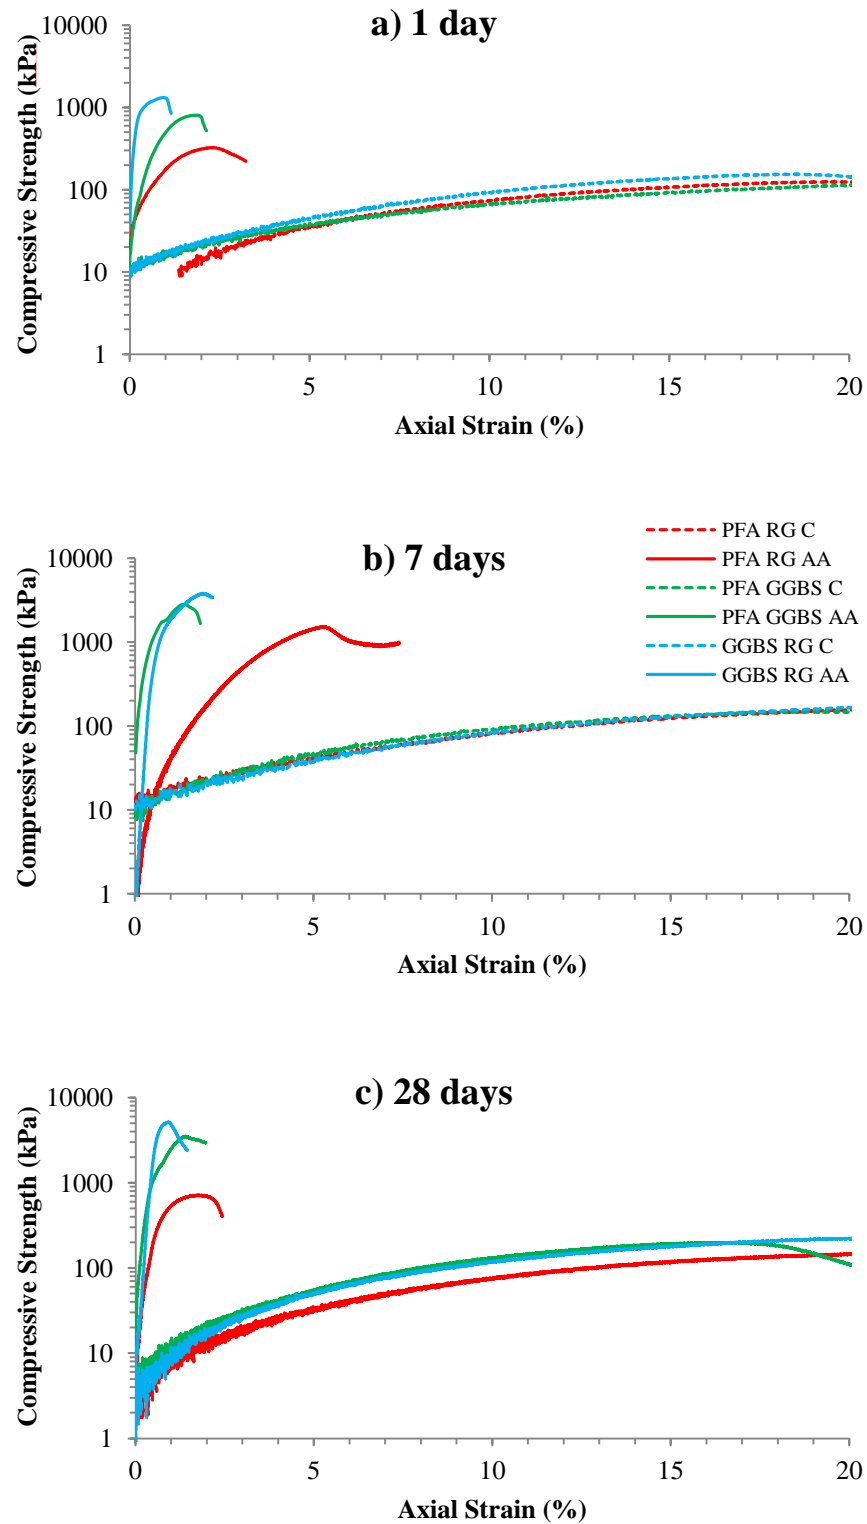 a) 1 day
Compressive Strength (kPa)
10000
1000
100
10
1
0 5 10 15 20
Axial Strain (%)
b) 7 days
PFA RG C
PFA RG AA
PFA GGBS C
PFA GGBS AA
GGBS RG C
GGBS RG AA
Compressive Strength (kPa)
10000
1000
100
10
1
0 5 10 15 20
Axial Strain (%)
c) 28 days
Compressive Strength (kPa)
10000
1000
100
10
1
0 5 10 15 20
Axial Strain (%)